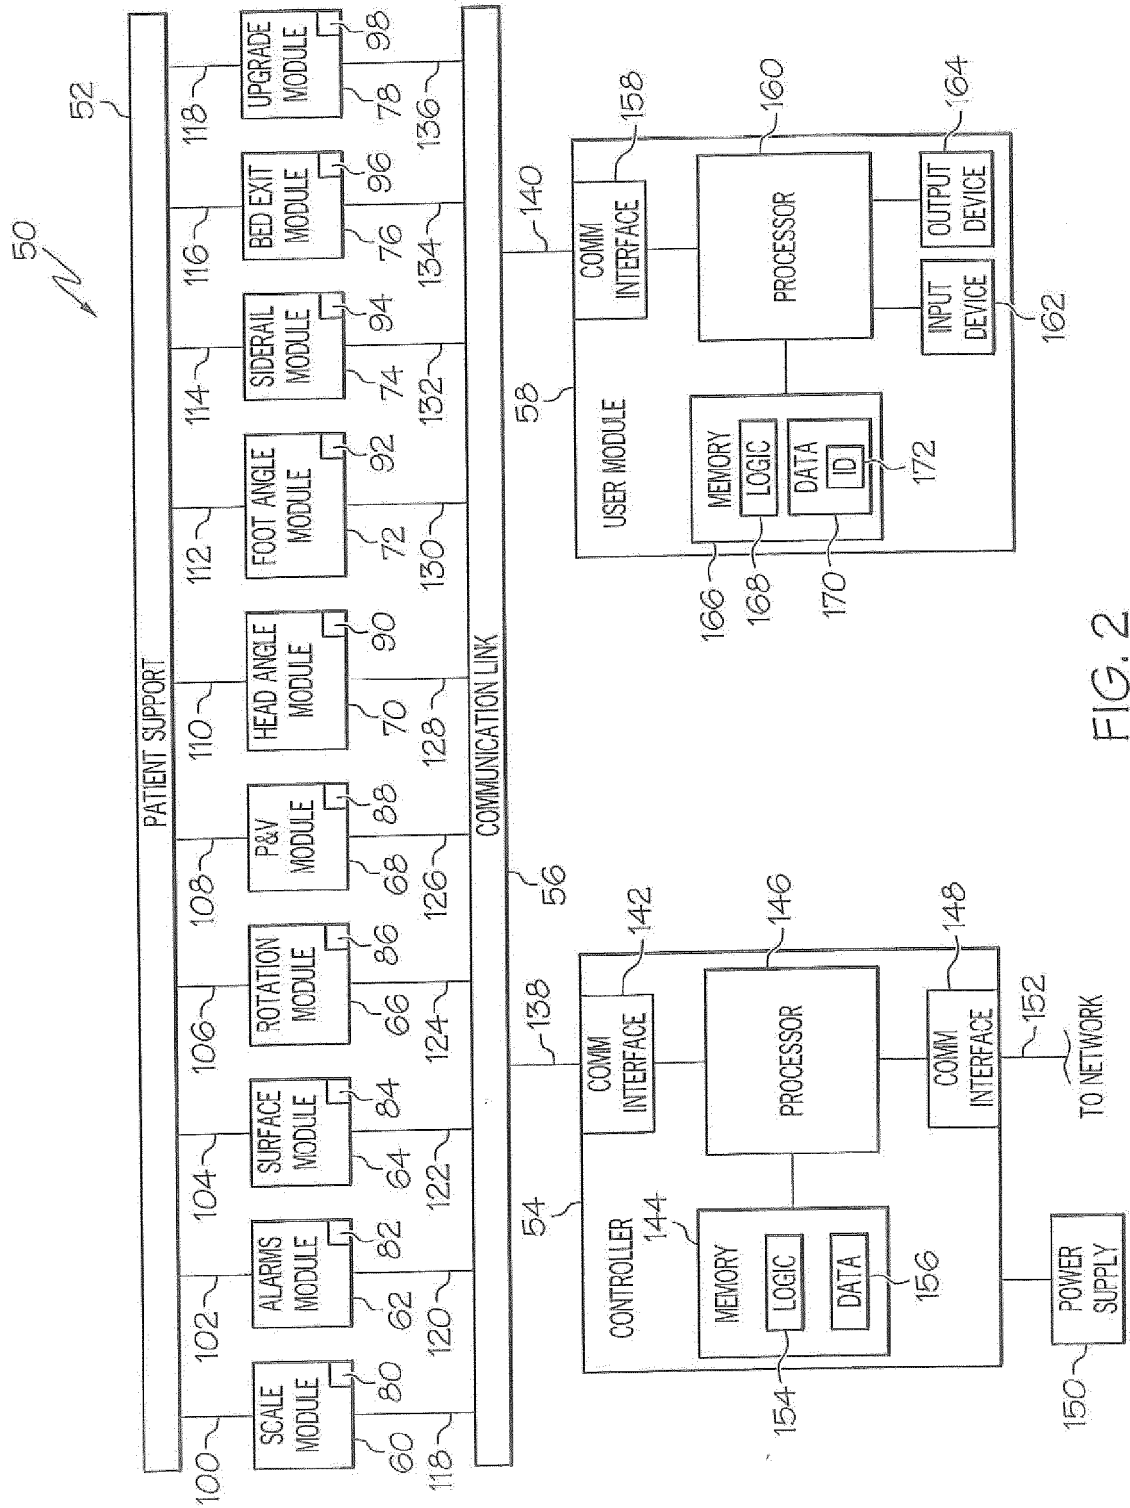 50
52
PATIENT SUPPORT
100
102
104
106
108
110
112
114
116
118
SCALE
MODULE
ALARMS
MODULE
SURFACE
MODULE
ROTATION
MODULE
P&V
MODULE
HEAD ANGLE
MODULE
FOOT ANGLE
MODULE
SIDERAIL
MODULE
BED EXIT
MODULE
UPGRADE
MODULE
60
80
62
82
64
84
66
86
68
88
70
90
72
92
74
94
76
96
78
98
118
120
122
124
126
128
130
132
134
136
COMMUNICATION LINK
56
138
140
54
CONTROLLER
COMM
INTERFACE
142
144
MEMORY
LOGIC
DATA
154
156
PROCESSOR
146
COMM
INTERFACE
148
152
TO NETWORK
150
POWER
SUPPLY
58
USER MODULE
COMM
INTERFACE
158
PROCESSOR
160
MEMORY
LOGIC
DATA
ID
166
168
170
172
INPUT
DEVICE
162
OUTPUT
DEVICE
164
FIG. 2